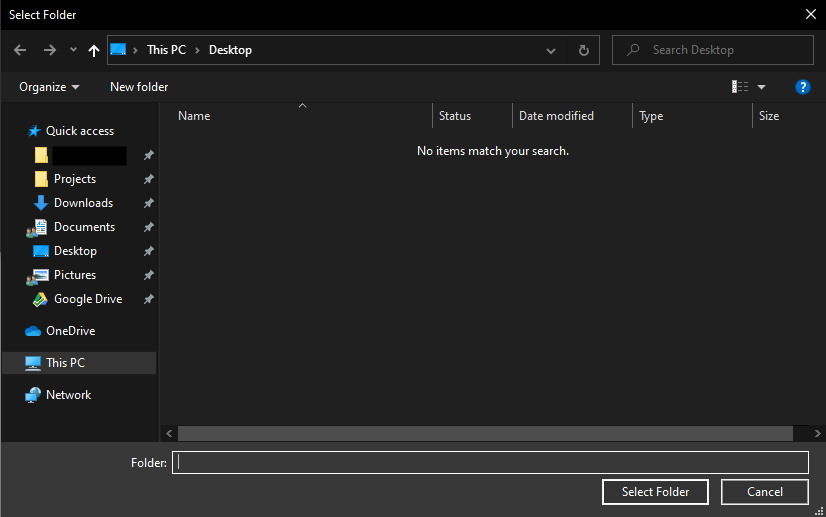 Select Folder
This PC > Desktop
Search Desktop
Organize
New folder
Name Status Date modified Type Size
No items match your search.
Quick access
Projects
Downloads
Documents
Desktop
Pictures
Google Drive
OneDrive
This PC
Network
Folder:
Select Folder Cancel